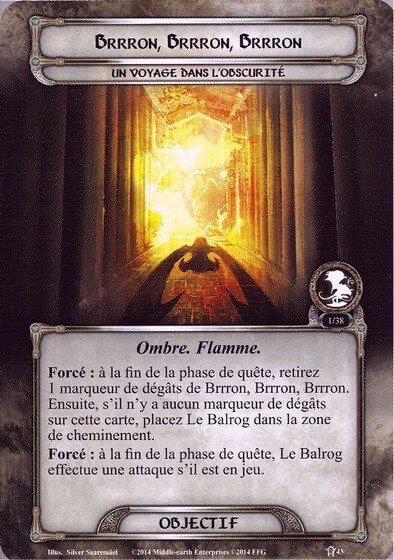 Brrron, Brrron, Brrron
un voyage dans l'obscurité
1/38
Ombre. Flamme.
Forcé : à la fin de la phase de quête, retirez
1 marqueur de dégâts de Brrron, Brrron, Brrron.
Ensuite, s'il n'y a aucun marqueur de dégâts
sur cette carte, placez Le Balrog dans la zone
de cheminement.
Forcé : à la fin de la phase de quête, Le Balrog
effectue une attaque s'il est en jeu.
OBJECTIF
Illus. Silver Saaremäel ©2014 Middle-earth Enterprises ©2014 FFG 43